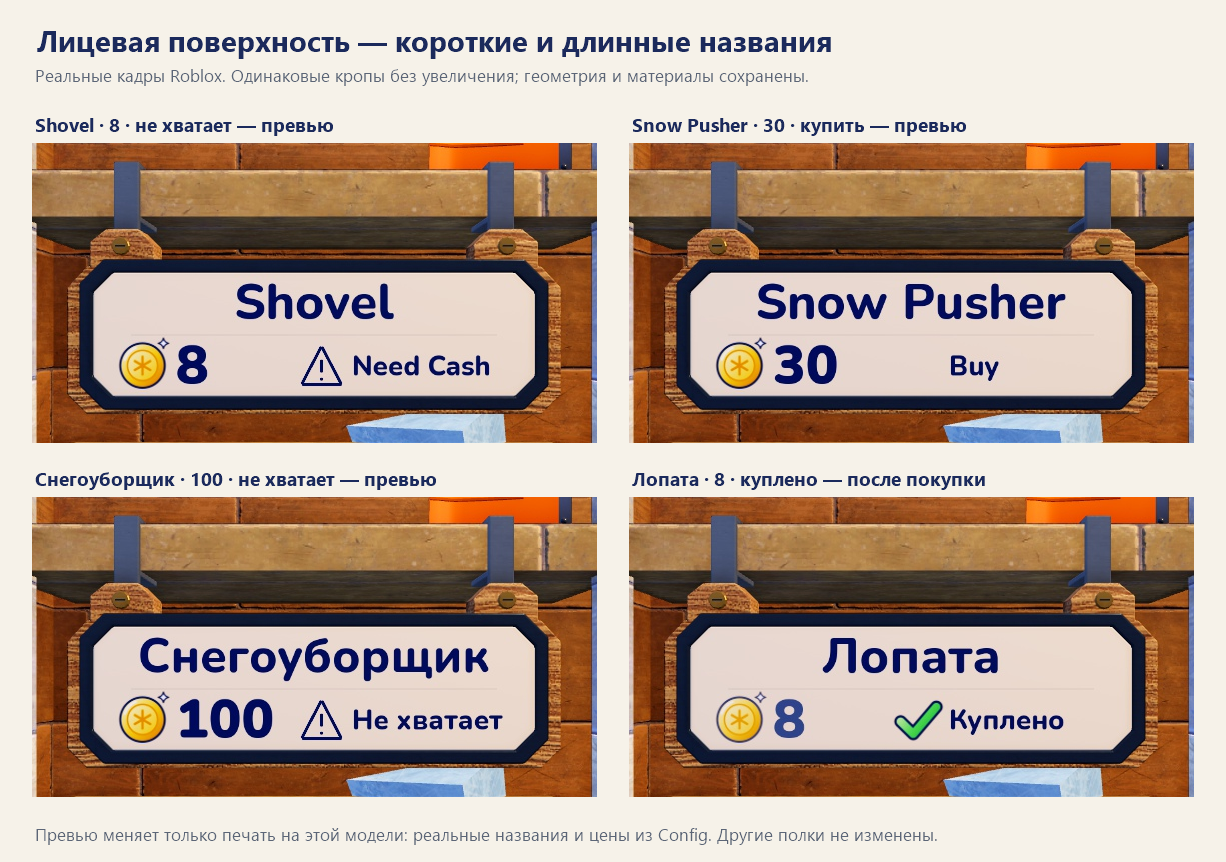 Лицевая поверхность — короткие и длинные названия
Реальные кадры Roblox. Одинаковые кропы без увеличения; геометрия и материалы сохранены.
Shovel · 8 · не хватает — превью
Shovel
8
Need Cash
Snow Pusher · 30 · купить — превью
Snow Pusher
30
Buy
Снегоуборщик · 100 · не хватает — превью
Снегоуборщик
100
Не хватает
Лопата · 8 · куплено — после покупки
Лопата
8
Куплено
Превью меняет только печать на этой модели: реальные названия и цены из Config. Другие полки не изменены.